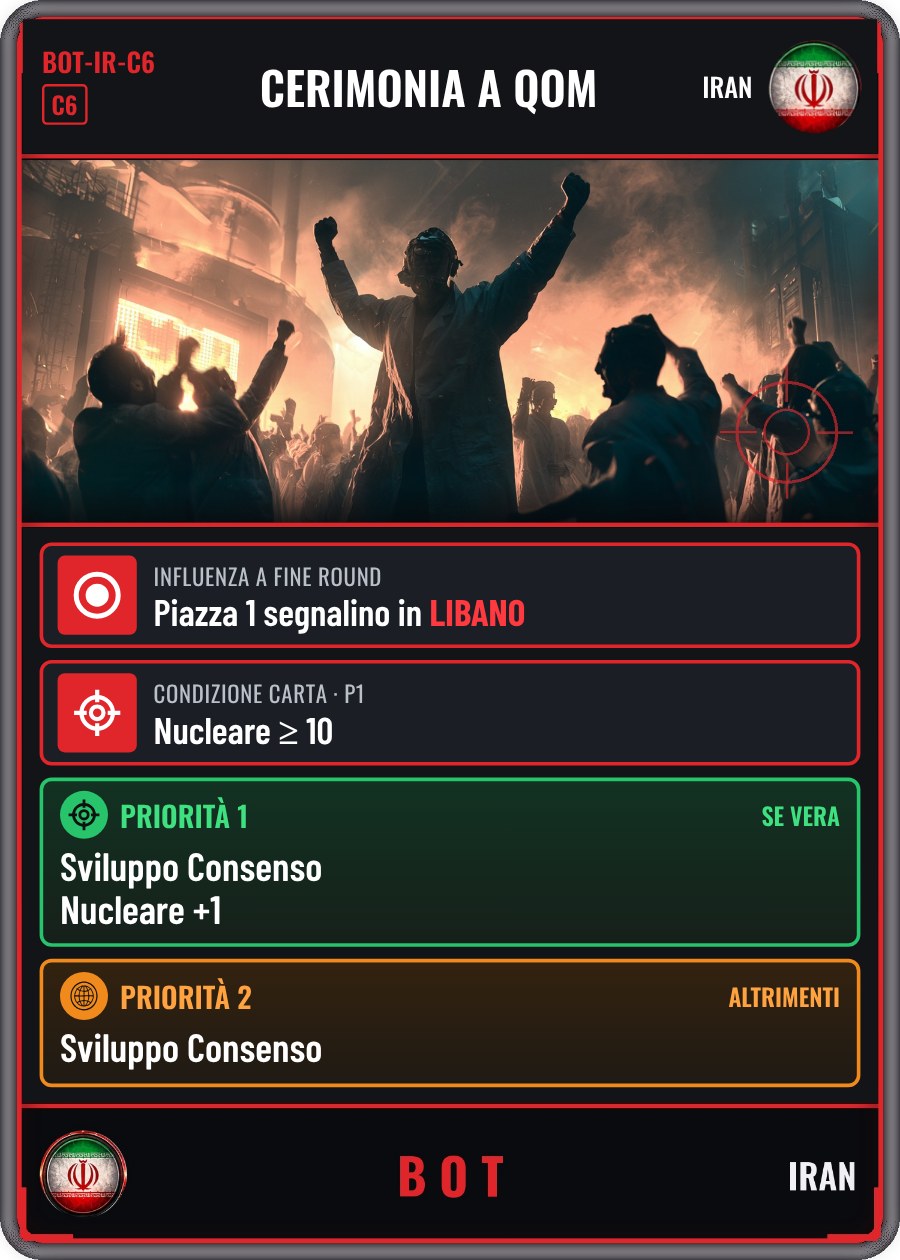 BOT-IR-C6
C6
CERIMONIA A QOM
IRAN
INFLUENZA A FINE ROUND
Piazza 1 segnalino in LIBANO
CONDIZIONE CARTA · P1
Nucleare ≥ 10
PRIORITÀ 1
SE VERA
Sviluppo Consenso
Nucleare +1
PRIORITÀ 2
ALTRIMENTI
Sviluppo Consenso
BOT
IRAN